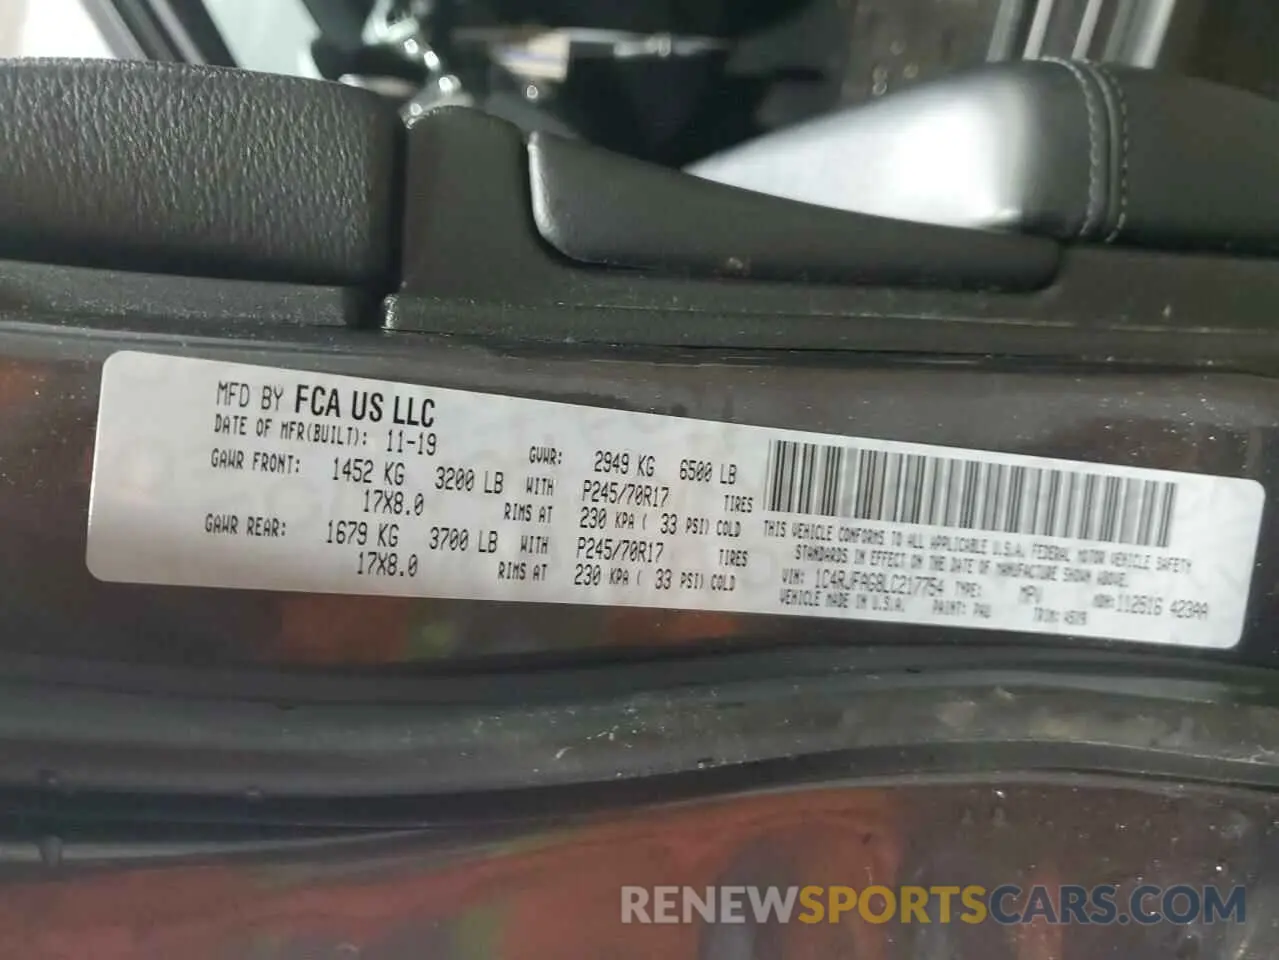 MFD BY FCA US LLC
DATE OF MFR(BUILT): 11-19
GVWR: 2949 KG 6500 LB
GAWR FRONT: 1452 KG 3200 LB WITH P245/70R17 TIRES
17X8.0 RIMS AT 230 KPA ( 33 PSI) COLD
GAWR REAR: 1679 KG 3700 LB WITH P245/70R17 TIRES
17X8.0 RIMS AT 230 KPA ( 33 PSI) COLD
THIS VEHICLE CONFORMS TO ALL APPLICABLE U.S.A. FEDERAL MOTOR VEHICLE SAFETY
STANDARDS IN EFFECT ON THE DATE OF MANUFACTURE SHOWN ABOVE.
VIN: 1C4RJFAG8LC217754 TYPE: MPV MDH: 112616 423AA
VEHICLE MADE IN U.S.A. PAINT: PAU TRIM:
RENEWSPORTSCARS.COM